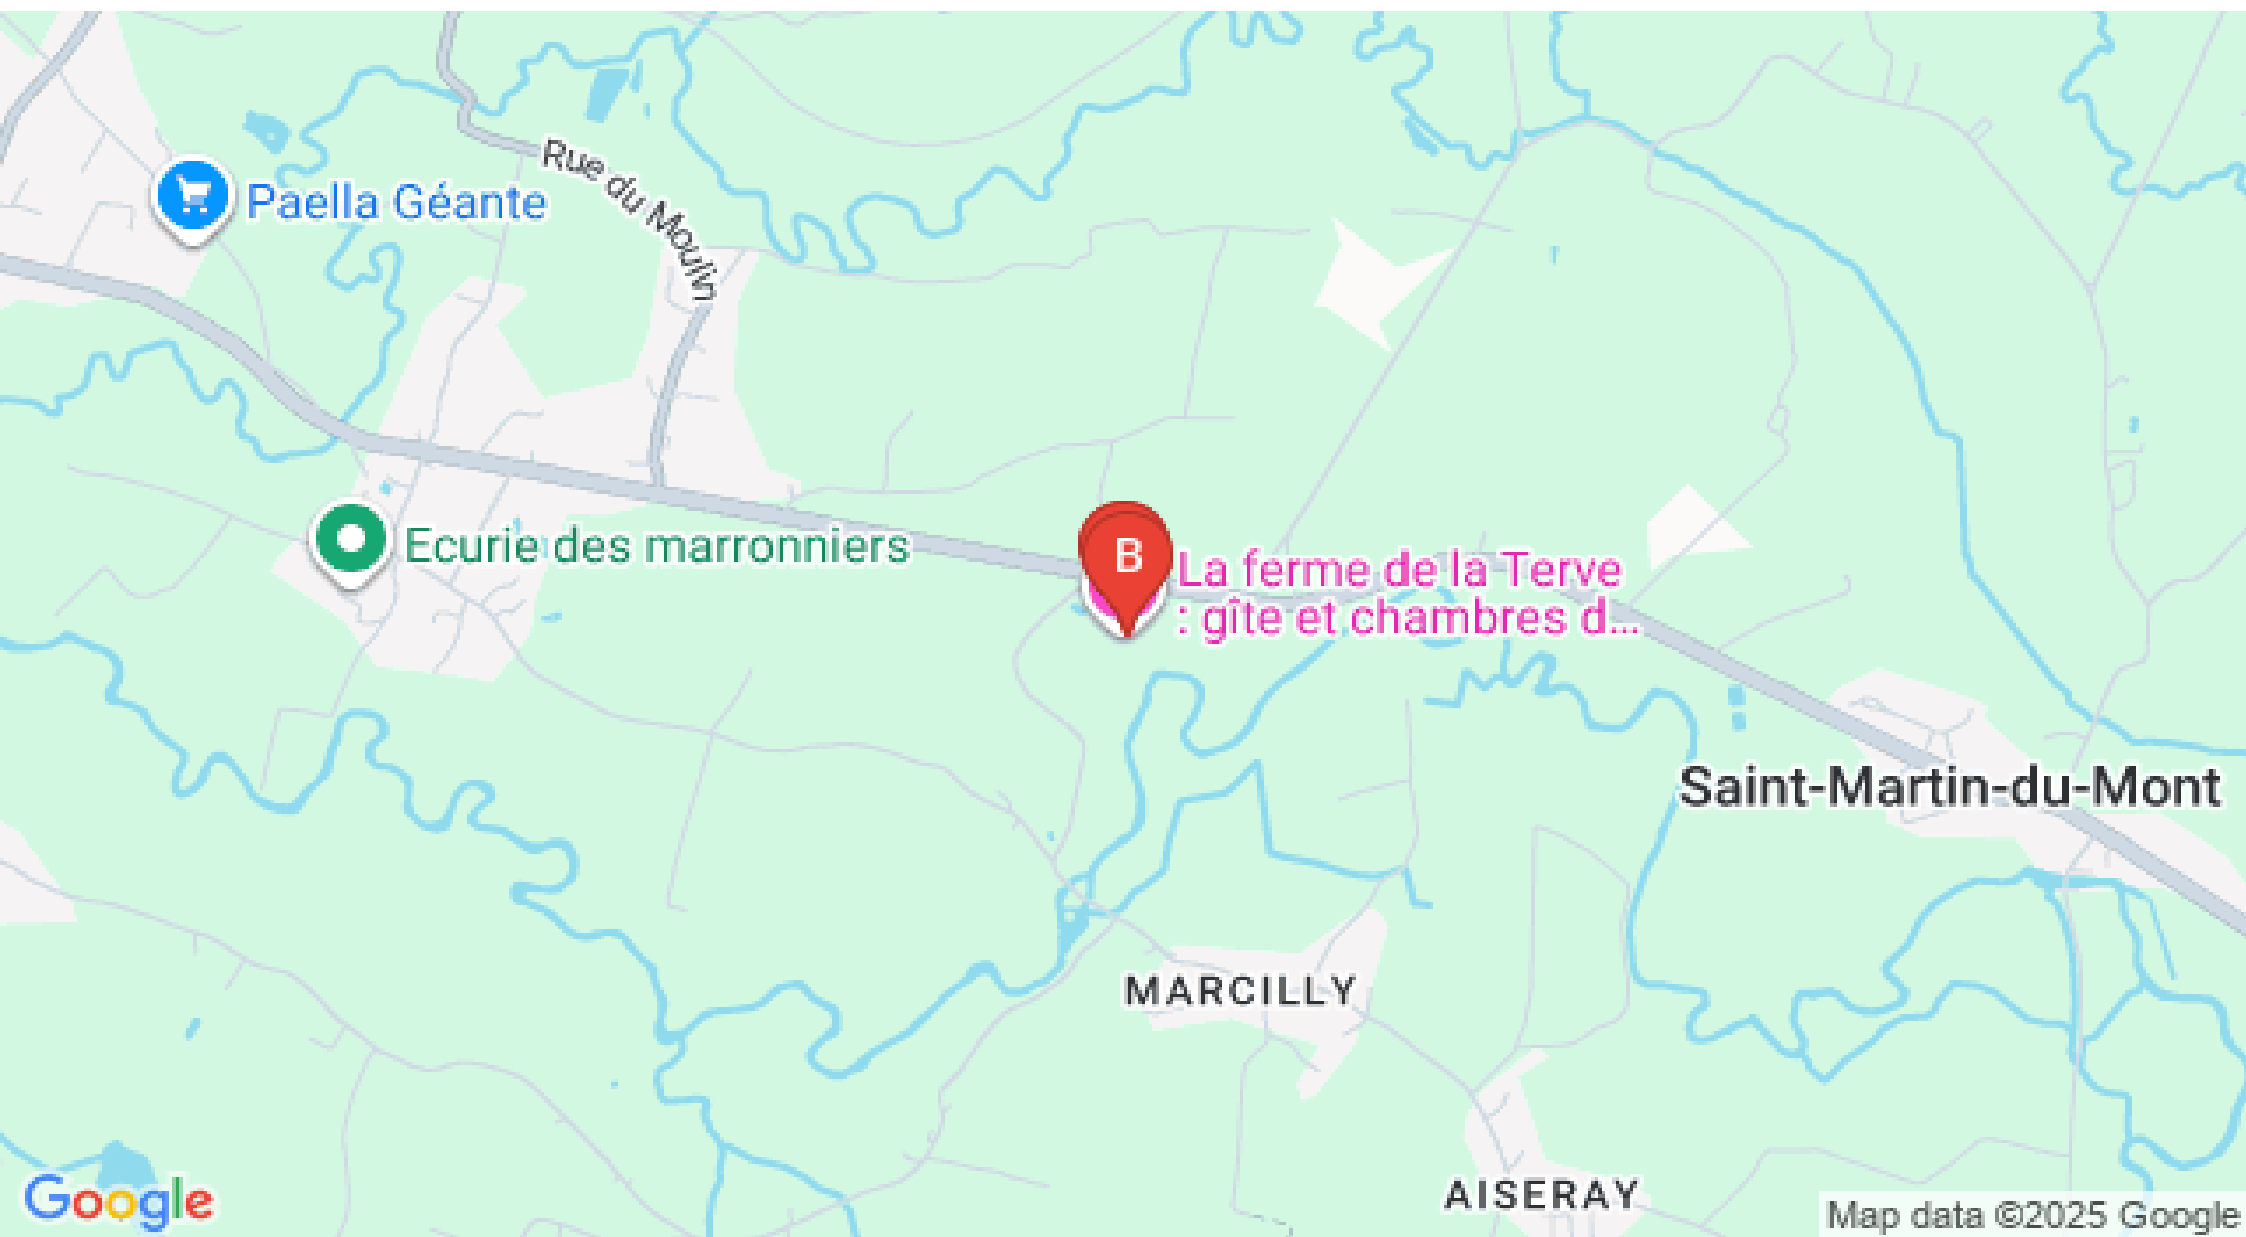 Rue du Moulin
Paella Géante
Ecurie des marronniers
B
La ferme de la Terve
: gîte et chambres d...
Saint-Martin-du-Mont
MARCILLY
AISERAY
Google
Map data ©2025 Google